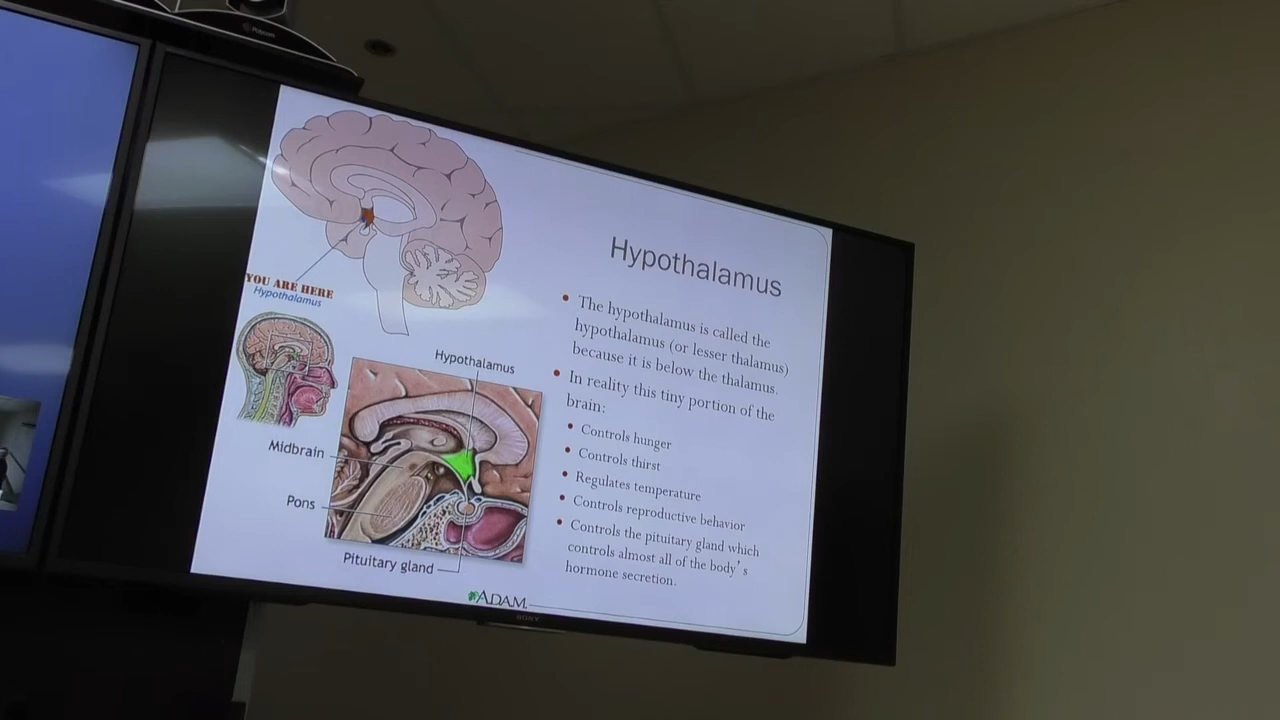 Polycom
Hypothalamus
YOU ARE HERE
Hypothalamus
The hypothalamus is called the
hypothalamus (or lesser thalamus)
because it is below the thalamus.
In reality this tiny portion of the
brain:
Controls hunger
Controls thirst
Regulates temperature
Controls reproductive behavior
Controls the pituitary gland which
controls almost all of the body's
hormone secretion.
Hypothalamus
Midbrain
Pons
Pituitary gland
ADAM.
SONY